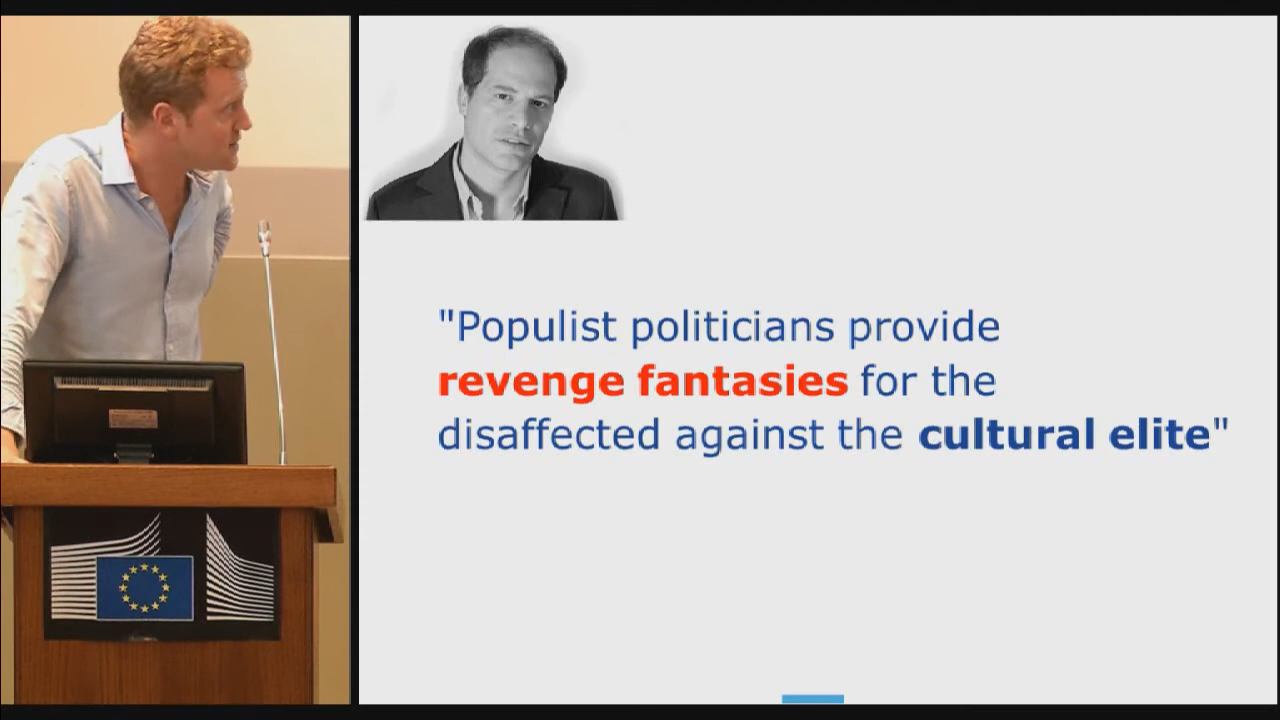 "Populist politicians provide
revenge fantasies for the
disaffected against the cultural elite"